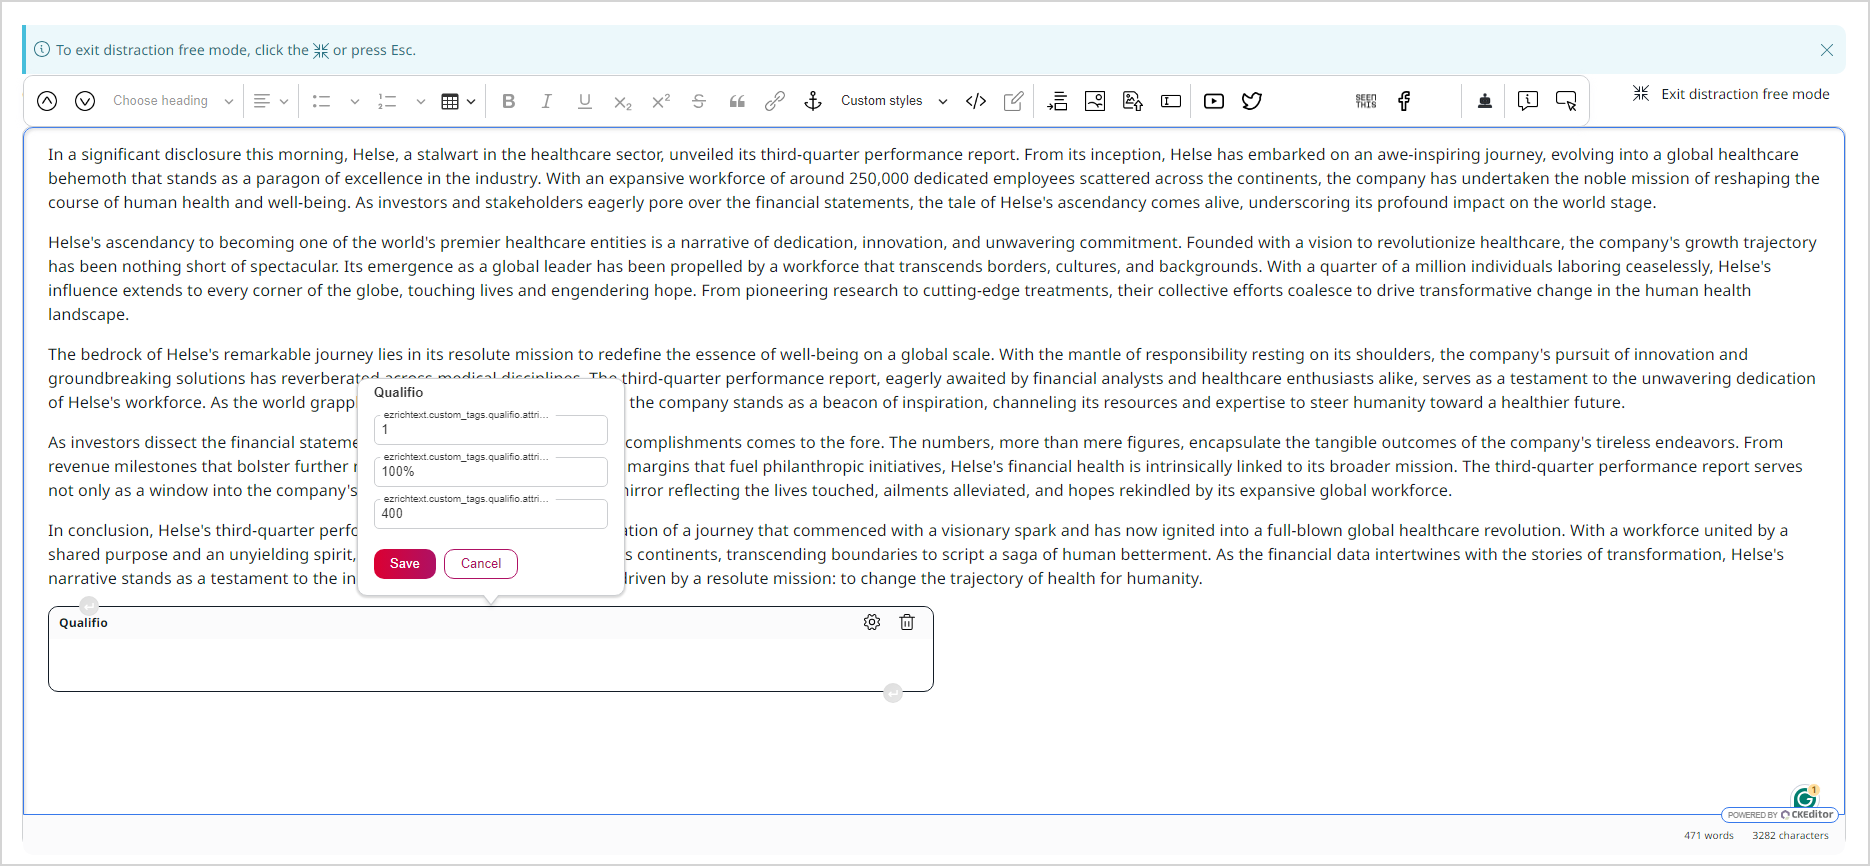 To exit distraction free mode, click the or press Esc.
Choose heading
B I U X₂ X² S
Custom styles
SEEN THIS
Exit distraction free mode
In a significant disclosure this morning, Helse, a stalwart in the healthcare sector, unveiled its third-quarter performance report. From its inception, Helse has embarked on an awe-inspiring journey, evolving into a global healthcare
behemoth that stands as a paragon of excellence in the industry. With an expansive workforce of around 250,000 dedicated employees scattered across the continents, the company has undertaken the noble mission of reshaping the
course of human health and well-being. As investors and stakeholders eagerly pore over the financial statements, the tale of Helse's ascendancy comes alive, underscoring its profound impact on the world stage.
Helse's ascendancy to becoming one of the world's premier healthcare entities is a narrative of dedication, innovation, and unwavering commitment. Founded with a vision to revolutionize healthcare, the company's growth trajectory
has been nothing short of spectacular. Its emergence as a global leader has been propelled by a workforce that transcends borders, cultures, and backgrounds. With a quarter of a million individuals laboring ceaselessly, Helse's
influence extends to every corner of the globe, touching lives and engendering hope. From pioneering research to cutting-edge treatments, their collective efforts coalesce to drive transformative change in the human health
landscape.
The bedrock of Helse's remarkable journey lies in its resolute mission to redefine the essence of well-being on a global scale. With the mantle of responsibility resting on its shoulders, the company's pursuit of innovation and
groundbreaking solutions has reverberated across medical disciplines. The third-quarter performance report, eagerly awaited by financial analysts and healthcare enthusiasts alike, serves as a testament to the unwavering dedication
of Helse's workforce. As the world the company stands as a beacon of inspiration, channeling its resources and expertise to steer humanity toward a healthier future.
As investors dissect the financial comes to the fore. The numbers, more than mere figures, encapsulate the tangible outcomes of the company's tireless endeavors. From
revenue milestones that bolster further margins that fuel philanthropic initiatives, Helse's financial health is intrinsically linked to its broader mission. The third-quarter performance report serves
not only as a window into the company's reflecting the lives touched, ailments alleviated, and hopes rekindled by its expansive global workforce.
In conclusion, Helse's third-quarter of a journey that commenced with a visionary spark and has now ignited into a full-blown global healthcare revolution. With a workforce united by a
shared purpose and an unyielding spirit, continents, transcending boundaries to script a saga of human betterment. As the financial data intertwines with the stories of transformation, Helse's
narrative stands as a testament to the by a resolute mission: to change the trajectory of health for humanity.
Qualifio
ezrichtext.custom_tags.qualifio.attri...
1
ezrichtext.custom_tags.qualifio.attri...
100%
ezrichtext.custom_tags.qualifio.attri...
400
Save Cancel
Qualifio
1
POWERED BY CKEditor
471 words 3282 characters